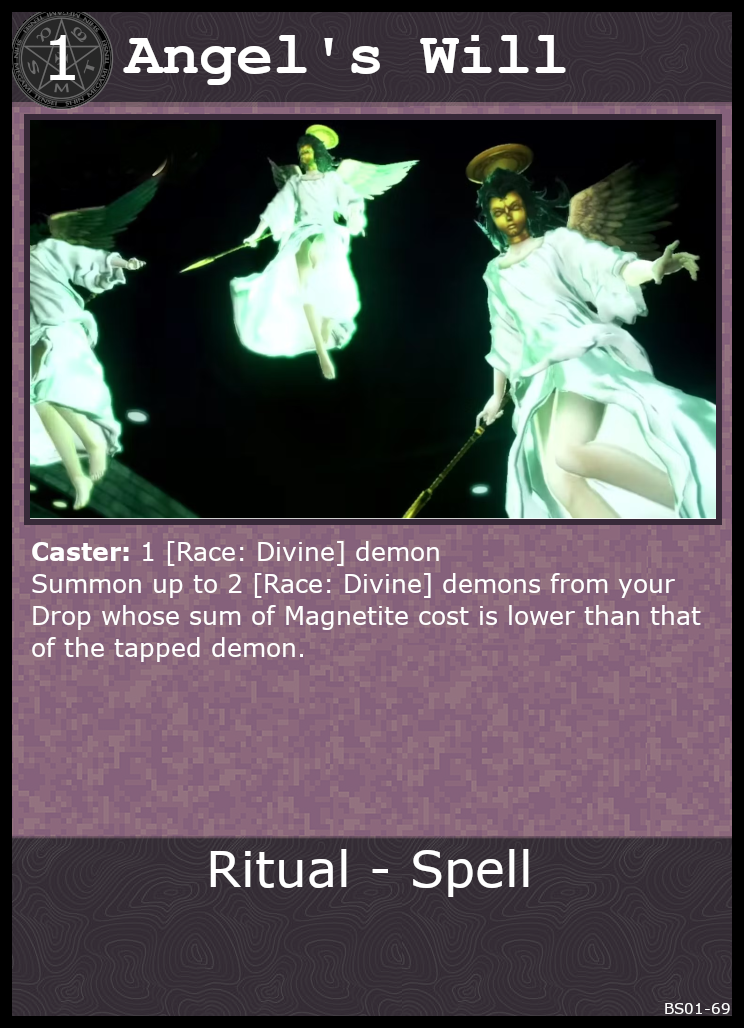 1 Angel's Will
Caster: 1 [Race: Divine] demon
Summon up to 2 [Race: Divine] demons from your
Drop whose sum of Magnetite cost is lower than that
of the tapped demon.
Ritual - Spell
BS01-69